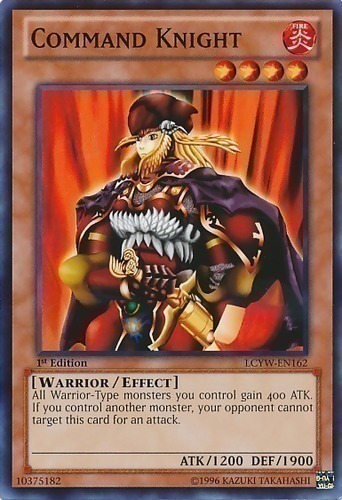 COMMAND KNIGHT
FIRE
炎
1st Edition
LCYW-EN162
[WARRIOR/EFFECT]
All Warrior-Type monsters you control gain 400 ATK.
If you control another monster, your opponent cannot
target this card for an attack.
ATK/1200 DEF/1900
10375182
©1996 KAZUKI TAKAHASHI